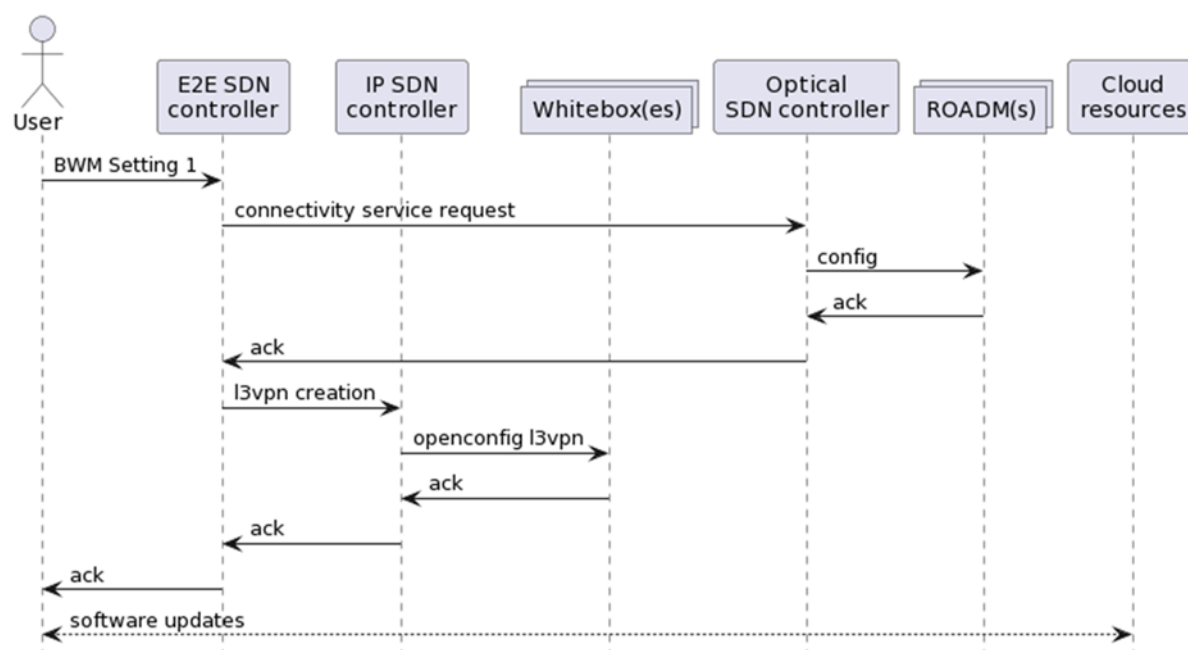 User
E2E SDN
controller
IP SDN
controller
Whitebox(es)
Optical
SDN controller
ROADM(s)
Cloud
resources
BWM Setting 1
connectivity service request
config
ack
ack
l3vpn creation
openconfig l3vpn
ack
ack
ack
software updates